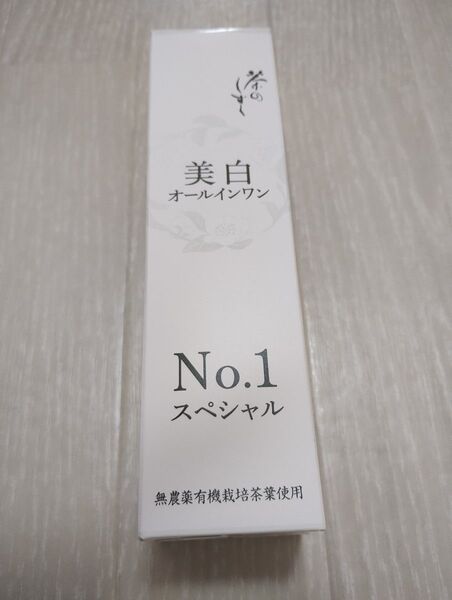 茶のしずく
美白
オールインワン
No.1
スペシャル
無農薬有機栽培茶葉使用